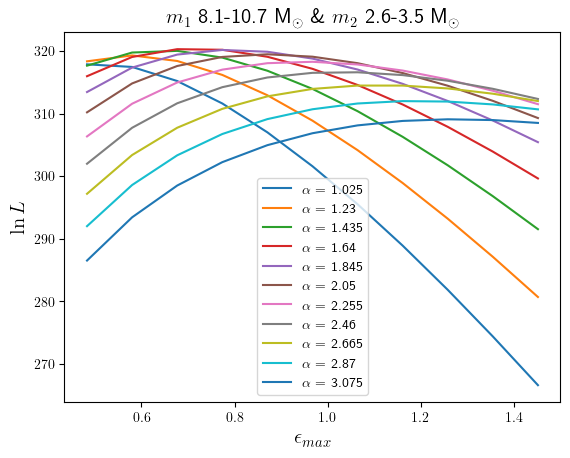 m₁ 8.1-10.7 M☉ & m₂ 2.6-3.5 M☉
ln L
320
310
300
290
280
270
α = 1.025
α = 1.23
α = 1.435
α = 1.64
α = 1.845
α = 2.05
α = 2.255
α = 2.46
α = 2.665
α = 2.87
α = 3.075
0.6 0.8 1.0 1.2 1.4
ϵmax